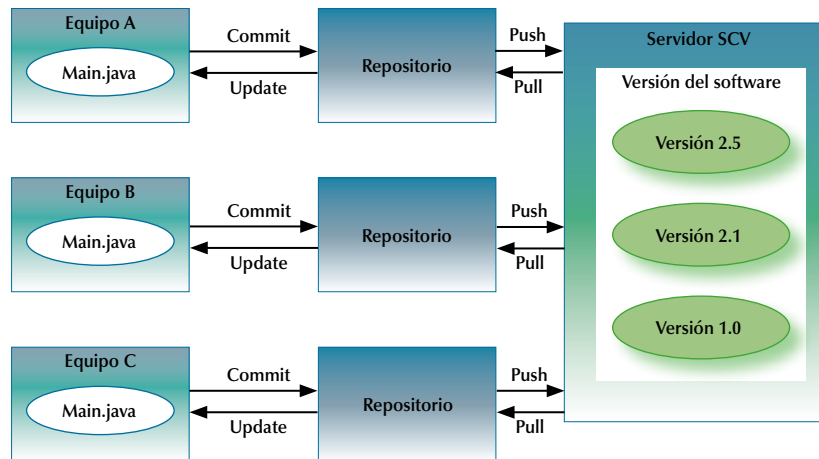 Equipo A
Main.java
Commit
Update
Repositorio
Push
Pull
Equipo B
Main.java
Commit
Update
Repositorio
Push
Pull
Equipo C
Main.java
Commit
Update
Repositorio
Push
Pull
Servidor SCV
Versión del software
Versión 2.5
Versión 2.1
Versión 1.0